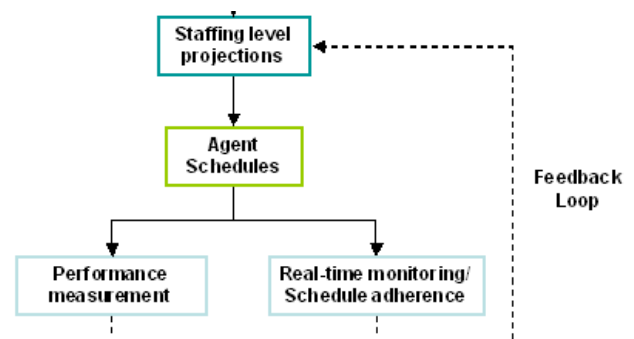 Staffing level
projections
Agent
Schedules
Feedback
Loop
Performance
measurement
Real-time monitoring/
Schedule adherence